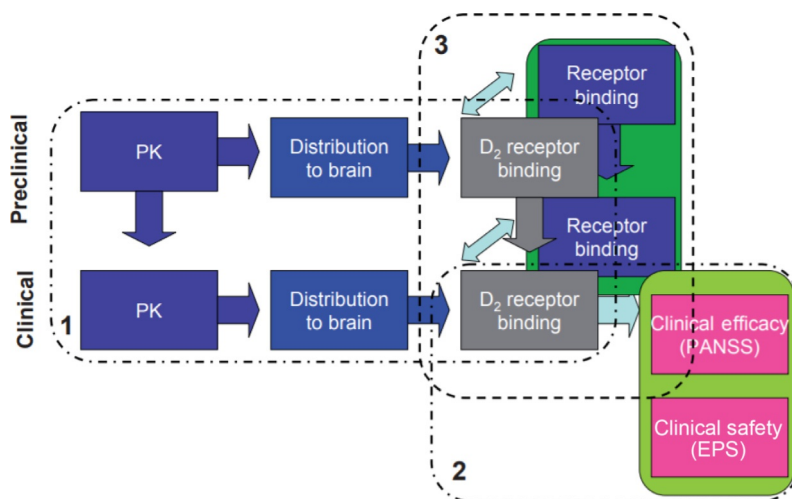 3
Receptor
binding
Preclinical
PK
Distribution
to brain
D₂ receptor
binding
Receptor
binding
Clinical
1
PK
Distribution
to brain
D₂ receptor
binding
Clinical efficacy
(PANSS)
Clinical safety
(EPS)
2